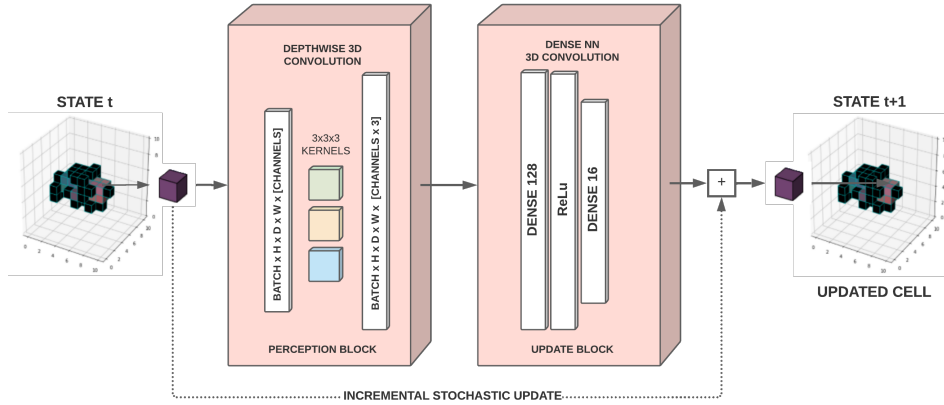 STATE t
DEPTHWISE 3D
CONVOLUTION
BATCH x H x D x W x [CHANNELS]
3x3x3
KERNELS
BATCH x H x D x W x [CHANNELS x 3]
PERCEPTION BLOCK
DENSE NN
3D CONVOLUTION
DENSE 128
ReLu
DENSE 16
UPDATE BLOCK
+
STATE t+1
UPDATED CELL
INCREMENTAL STOCHASTIC UPDATE